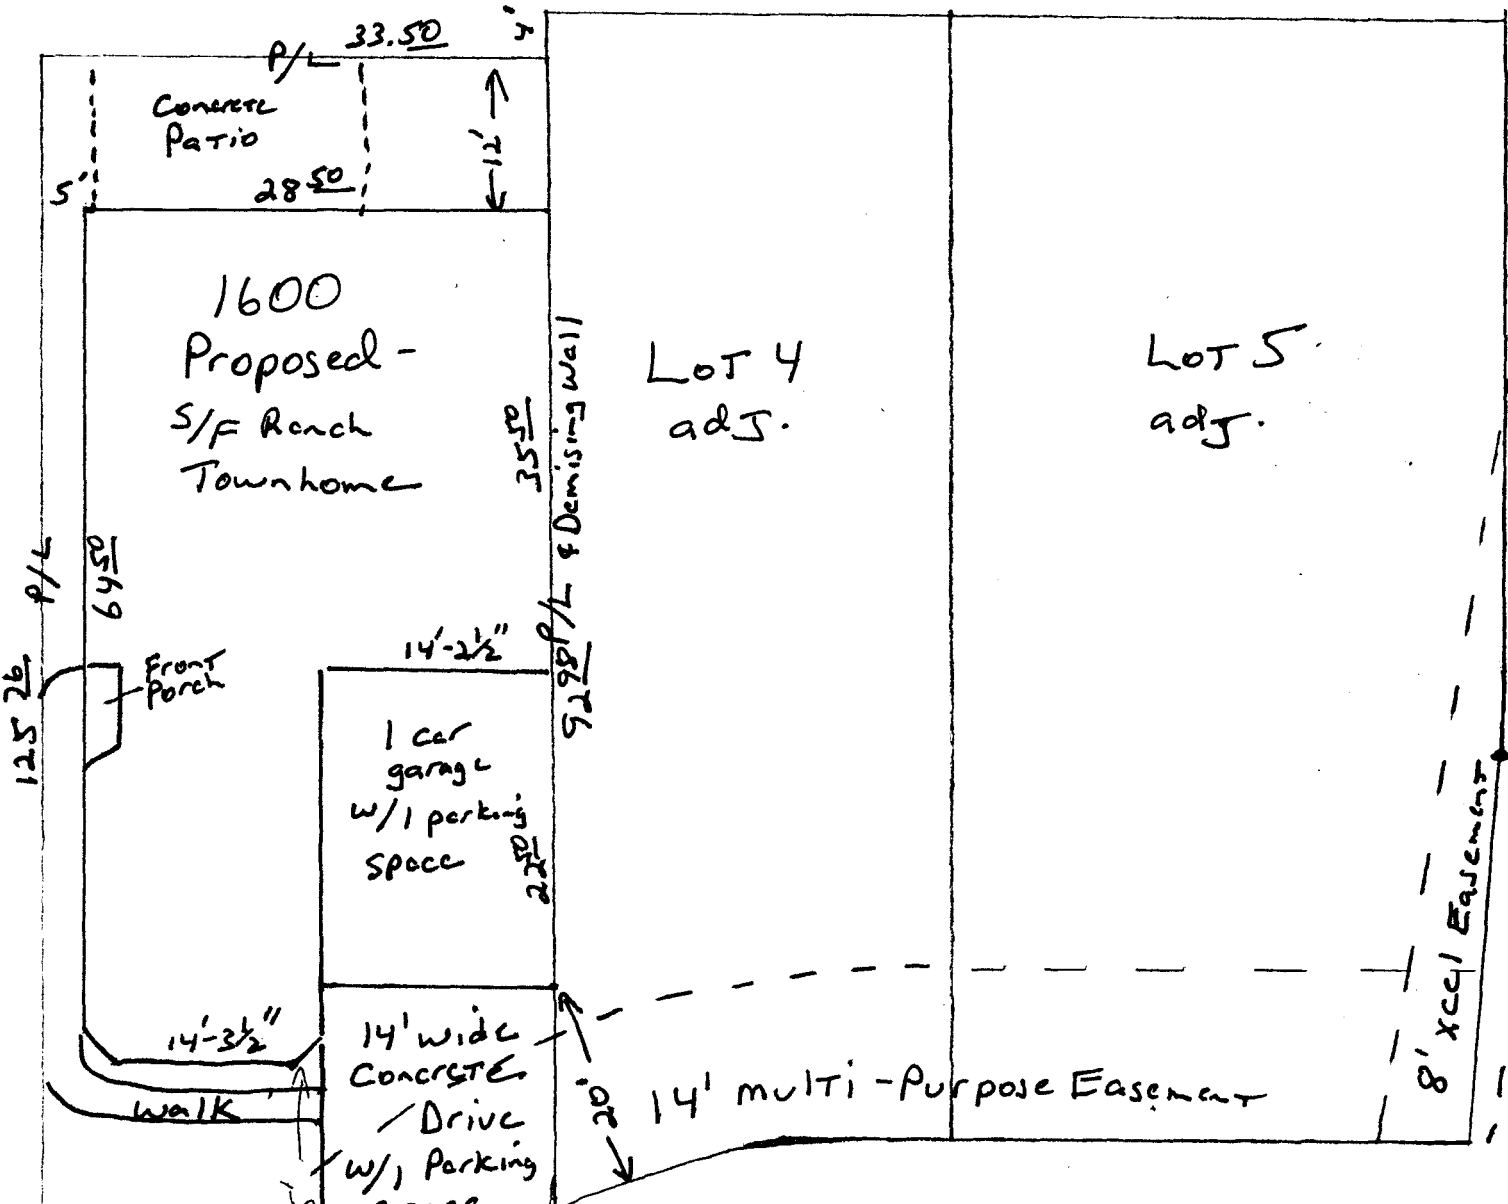 33.50
4'
P/L
Concrete
Patio
12'
5'
28 50
1600
Proposed -
S/F Ranch
Townhome
35 50
P/L & Demising Wall
LOT 4
adj.
LOT 5
adj.
P/L
64 50
14'-2½"
92 98
Front
Porch
125 26
1 car
garage
w/1 parking
space
22 50
8' xccl Easement
14'-3½"
14' wide
Concrete
Drive
w/1 Parking
walk
20'
14' multi-Purpose Easement